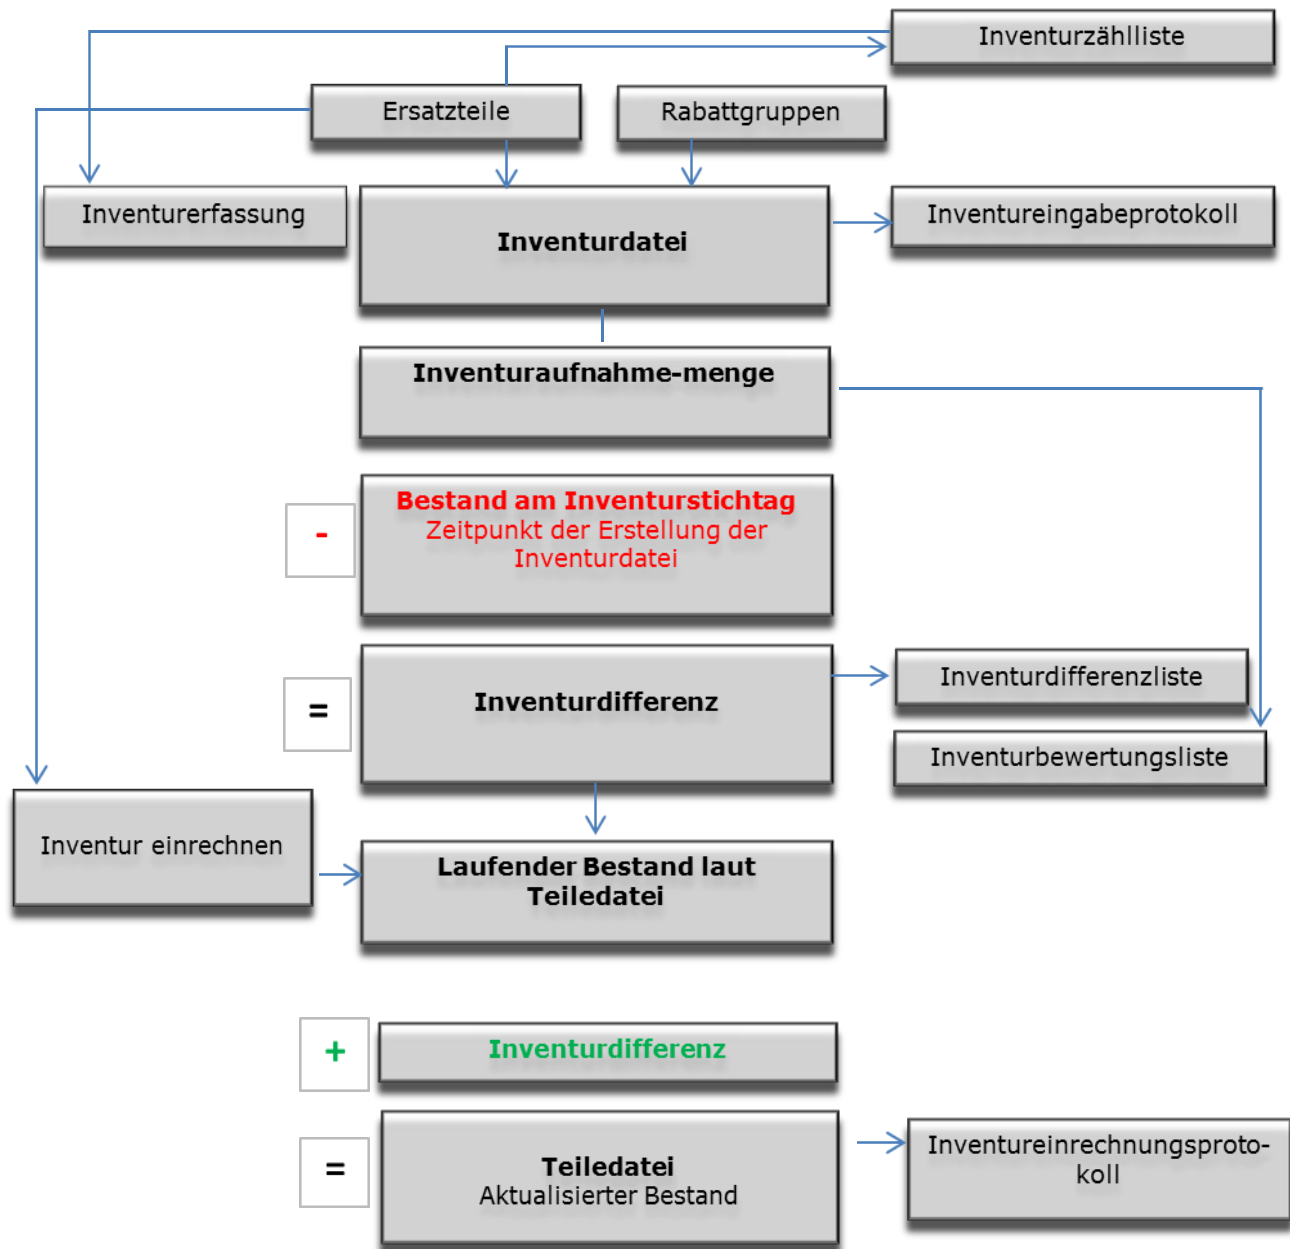 Inventurzählliste
Ersatzteile
Rabattgruppen
Inventurerfassung
Inventurdatei
Inventureingabeprotokoll
Inventuraufnahme-menge
-
Bestand am Inventurstichtag
Zeitpunkt der Erstellung der
Inventurdatei
=
Inventurdifferenz
Inventurdifferenzliste
Inventurbewertungsliste
Inventur einrechnen
Laufender Bestand laut
Teiledatei
+
Inventurdifferenz
=
Teiledatei
Aktualisierter Bestand
Inventureinrechnungsproto-
koll